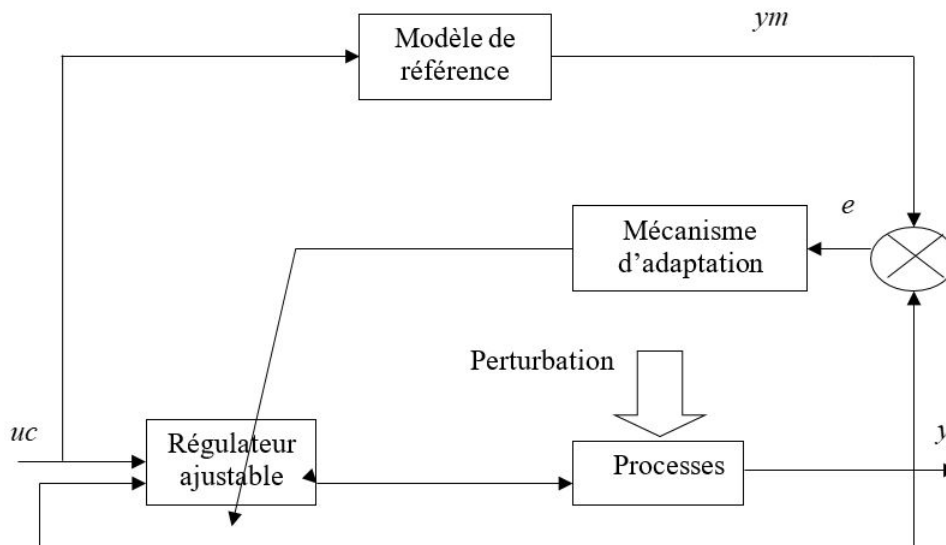 ym
Modèle de
référence
e
Mécanisme
d’adaptation
Perturbation
uc
Régulateur
ajustable
Processes
y